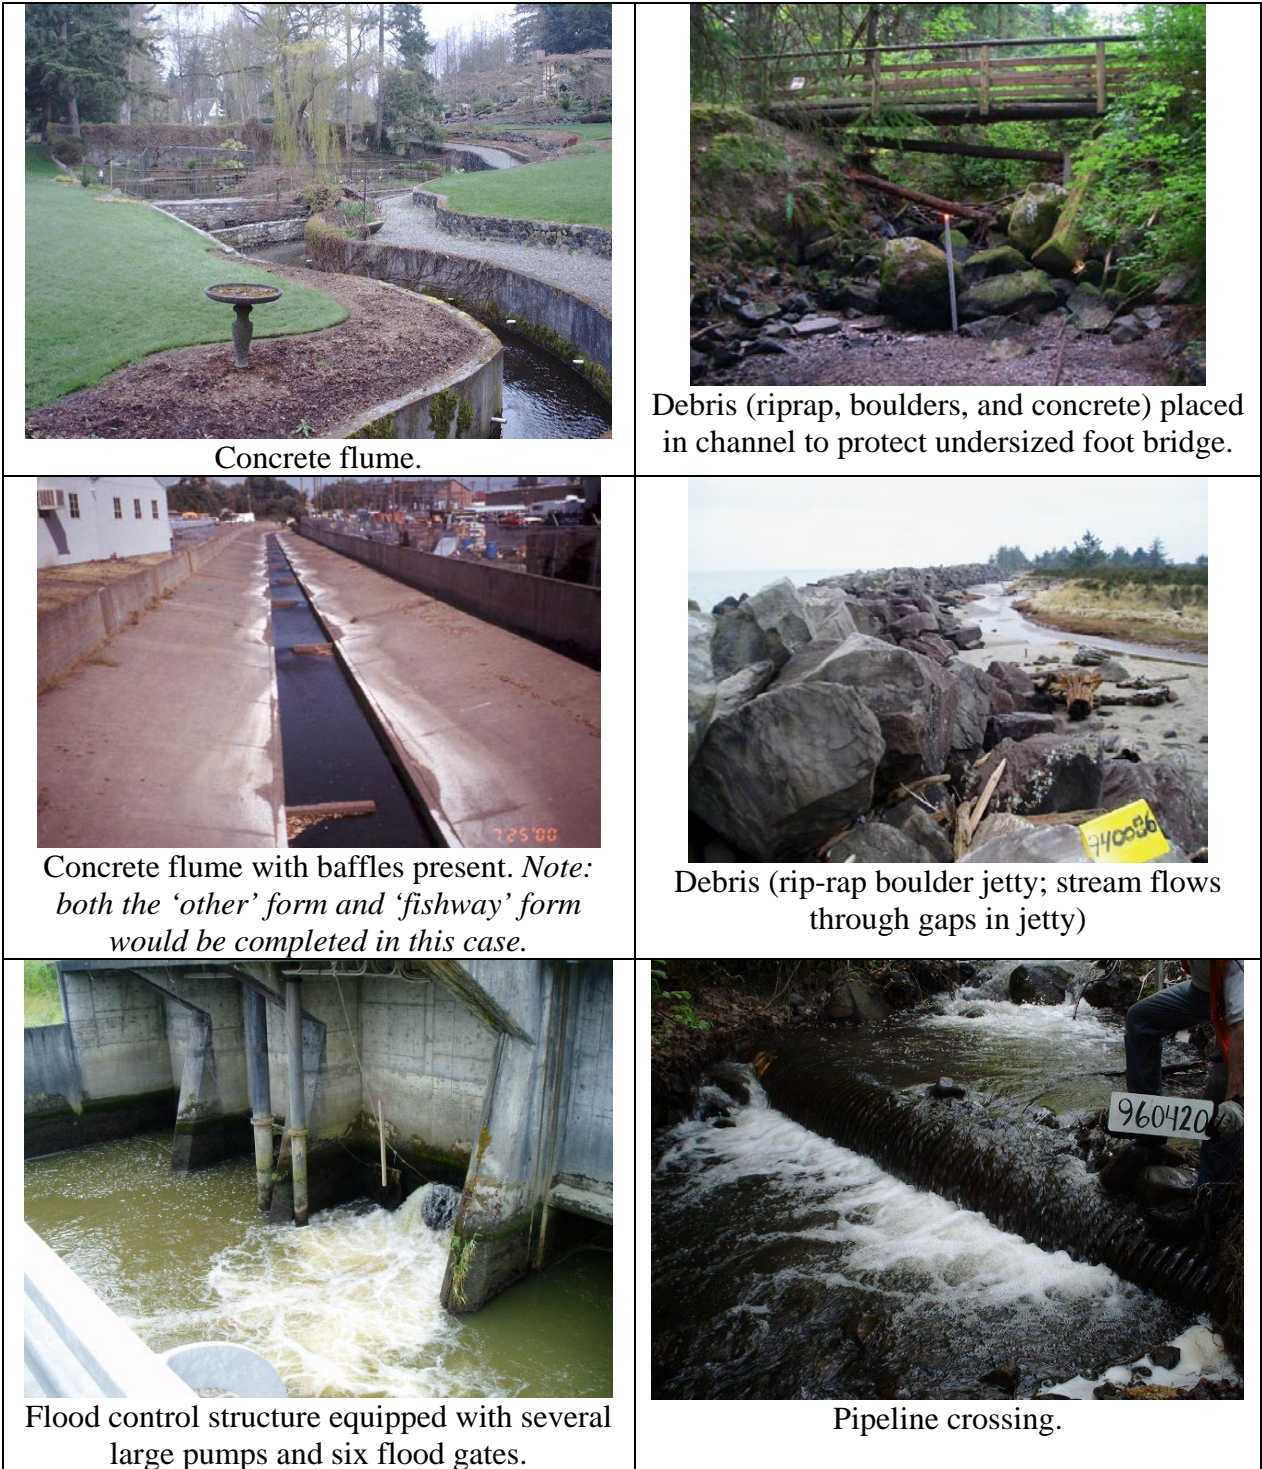 Concrete flume.
Debris (riprap, boulders, and concrete) placed
in channel to protect undersized foot bridge.
7 25 '00
Concrete flume with baffles present. Note:
both the ‘other’ form and ‘fishway’ form
would be completed in this case.
Debris (rip-rap boulder jetty; stream flows
through gaps in jetty)
960420
Flood control structure equipped with several
large pumps and six flood gates.
Pipeline crossing.